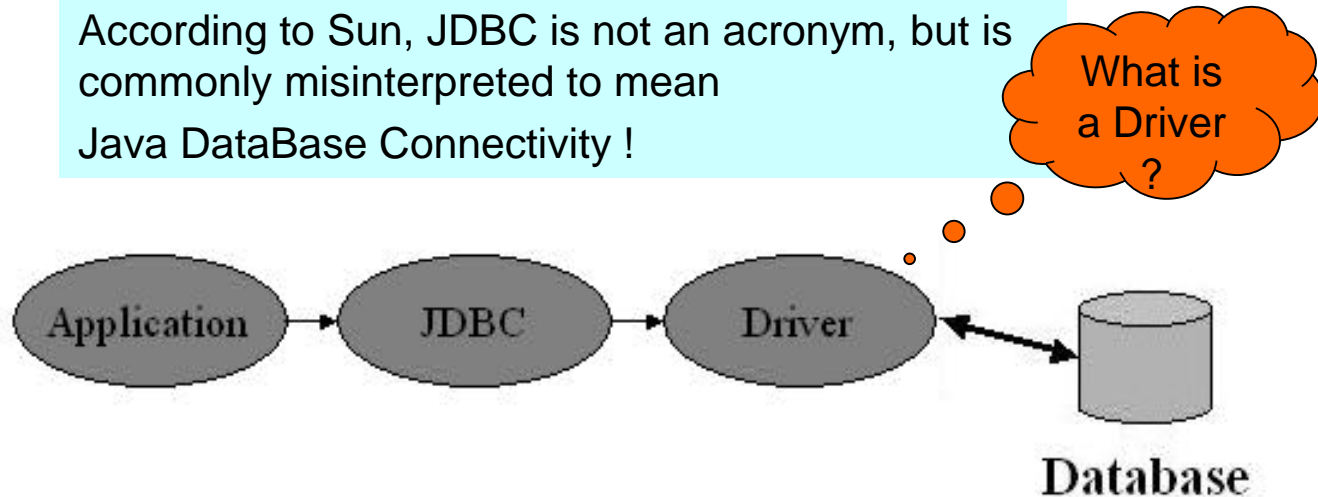 According to Sun, JDBC is not an acronym, but is
commonly misinterpreted to mean
Java DataBase Connectivity !
What is
a Driver
?
Application
JDBC
Driver
Database